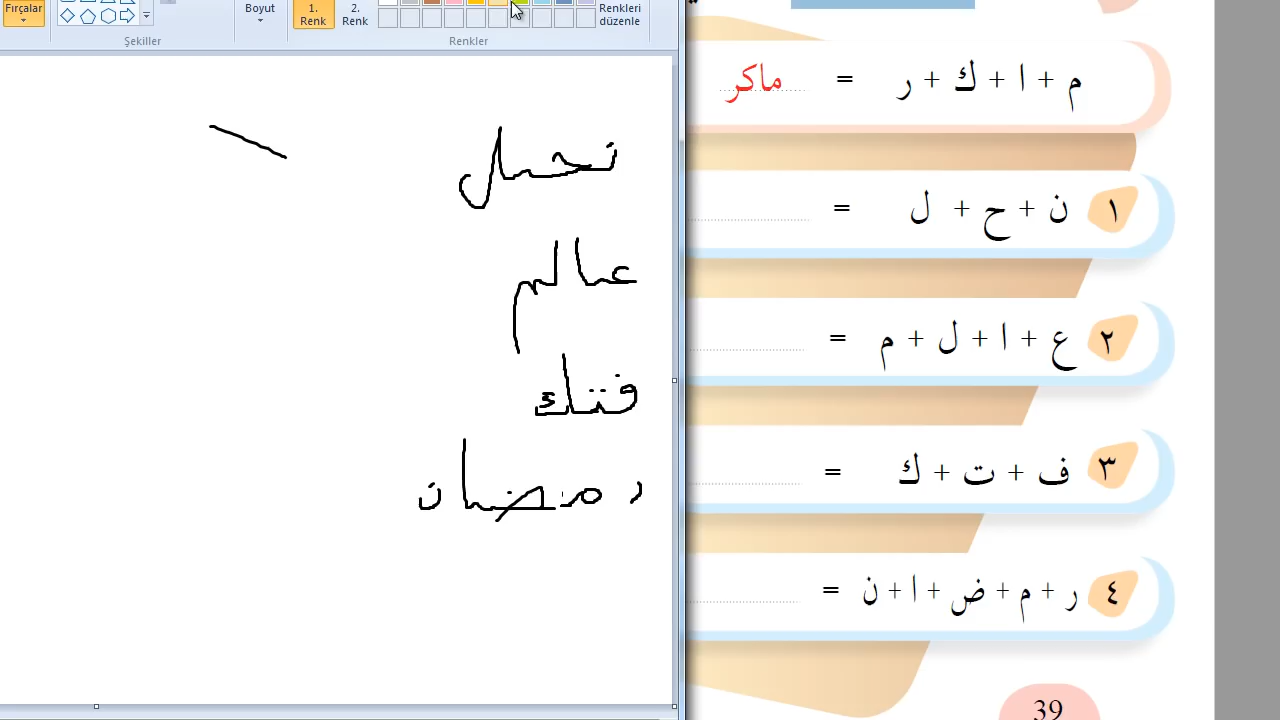 Fırçalar
Şekiller
Boyut
1. Renk
2. Renk
Renkleri düzenle
Renkler
نحل
عالم
فتك
رمضان
م + ا + ك + ر = ماكر
١ ن + ح + ل =
٢ ع + ا + ل + م =
٣ ف + ت + ك =
٤ ر + م + ض + ا + ن =
39